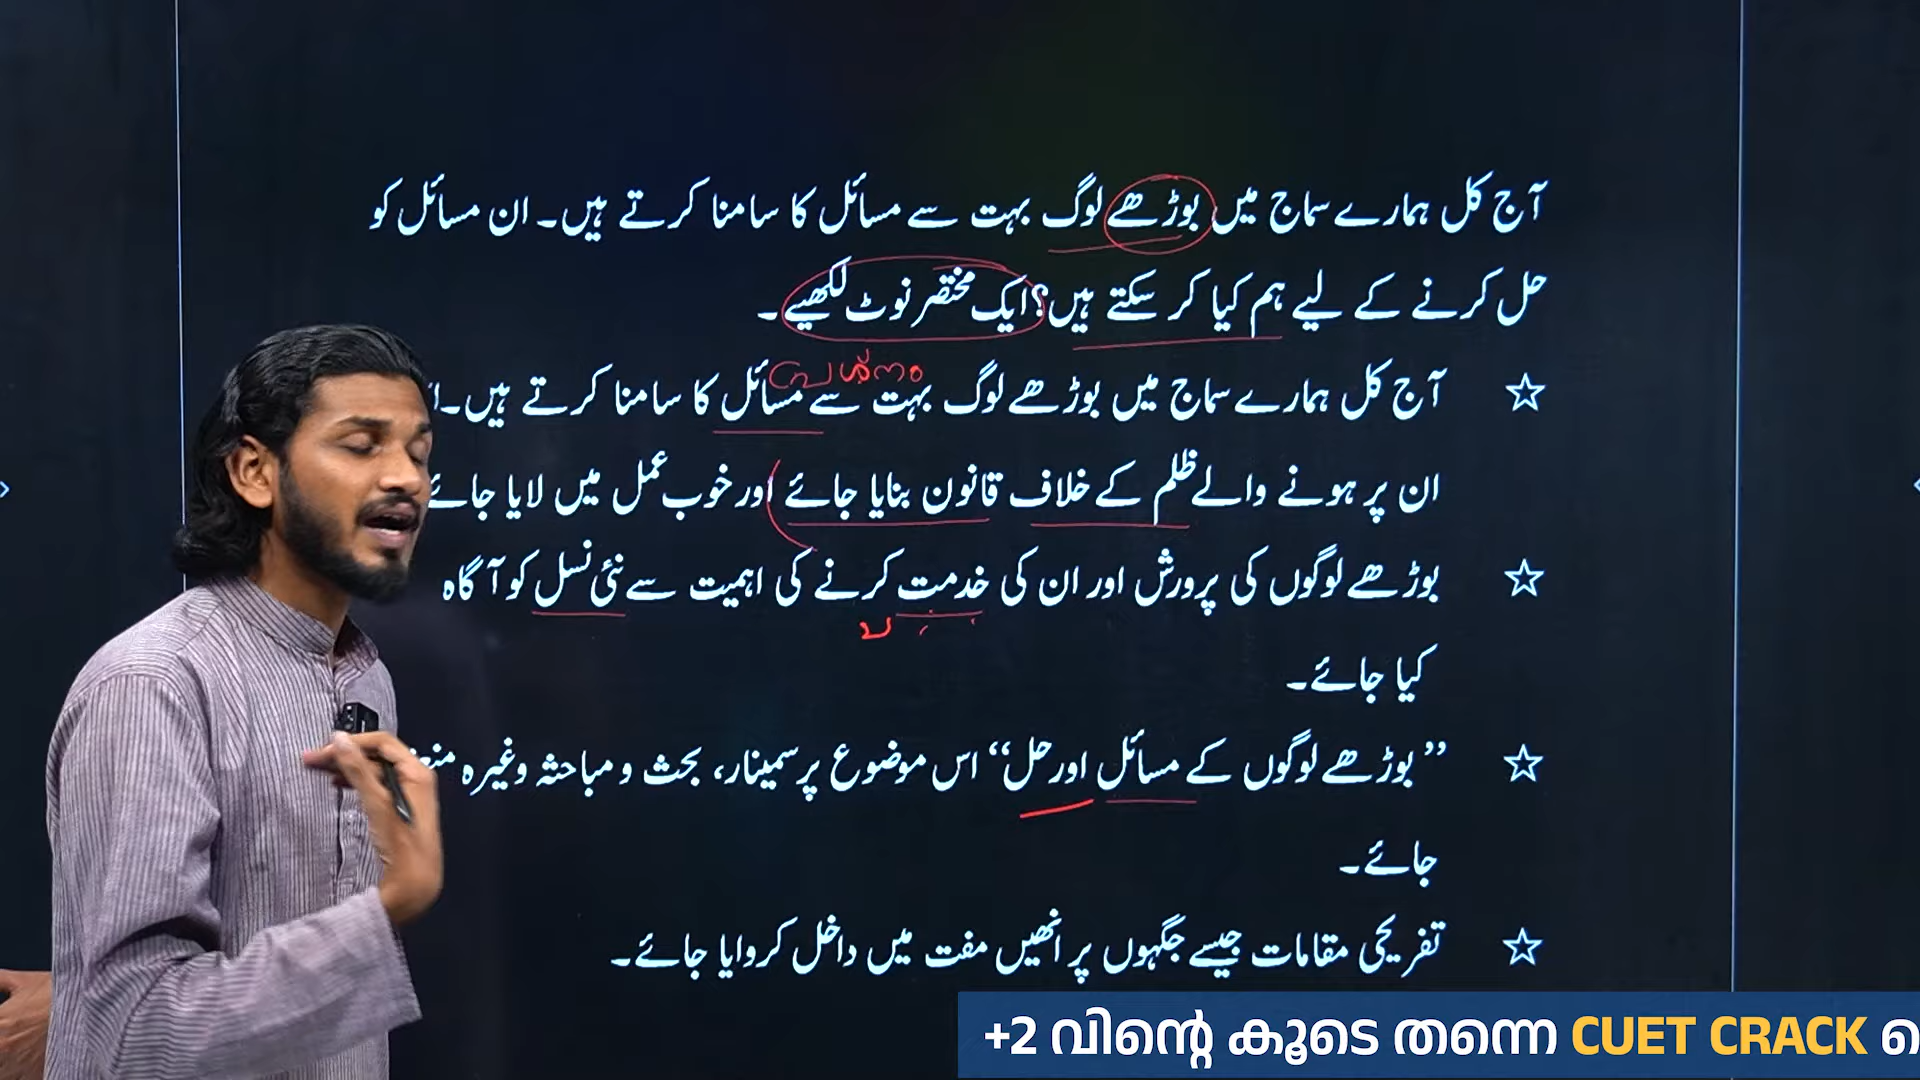 آج کل ہمارے سماج میں بوڑھے لوگ بہت سے مسائل کا سامنا کرتے ہیں۔ ان مسائل کو
حل کرنے کے لیے ہم کیا کر سکتے ہیں؟ ایک مختصر نوٹ لکھیے۔
പ്രശ്നം
آج کل ہمارے سماج میں بوڑھے لوگ بہت سے مسائل کا سامنا کرتے ہیں۔
ان پر ہونے والے ظلم کے خلاف قانون بنایا جائے اور خوب عمل میں لایا جائے
بوڑھے لوگوں کی پرورش اور ان کی خدمت کرنے کی اہمیت سے نئی نسل کو آگاہ
کیا جائے۔
” بوڑھے لوگوں کے مسائل اور حل“ اس موضوع پر سمینار، بحث و مباحثہ وغیرہ
جائے۔
تفریحی مقامات جیسے جگہوں پر انھیں مفت میں داخل کروایا جائے۔
+2 വിന്റെ കൂടെ തന്നെ CUET CRACK